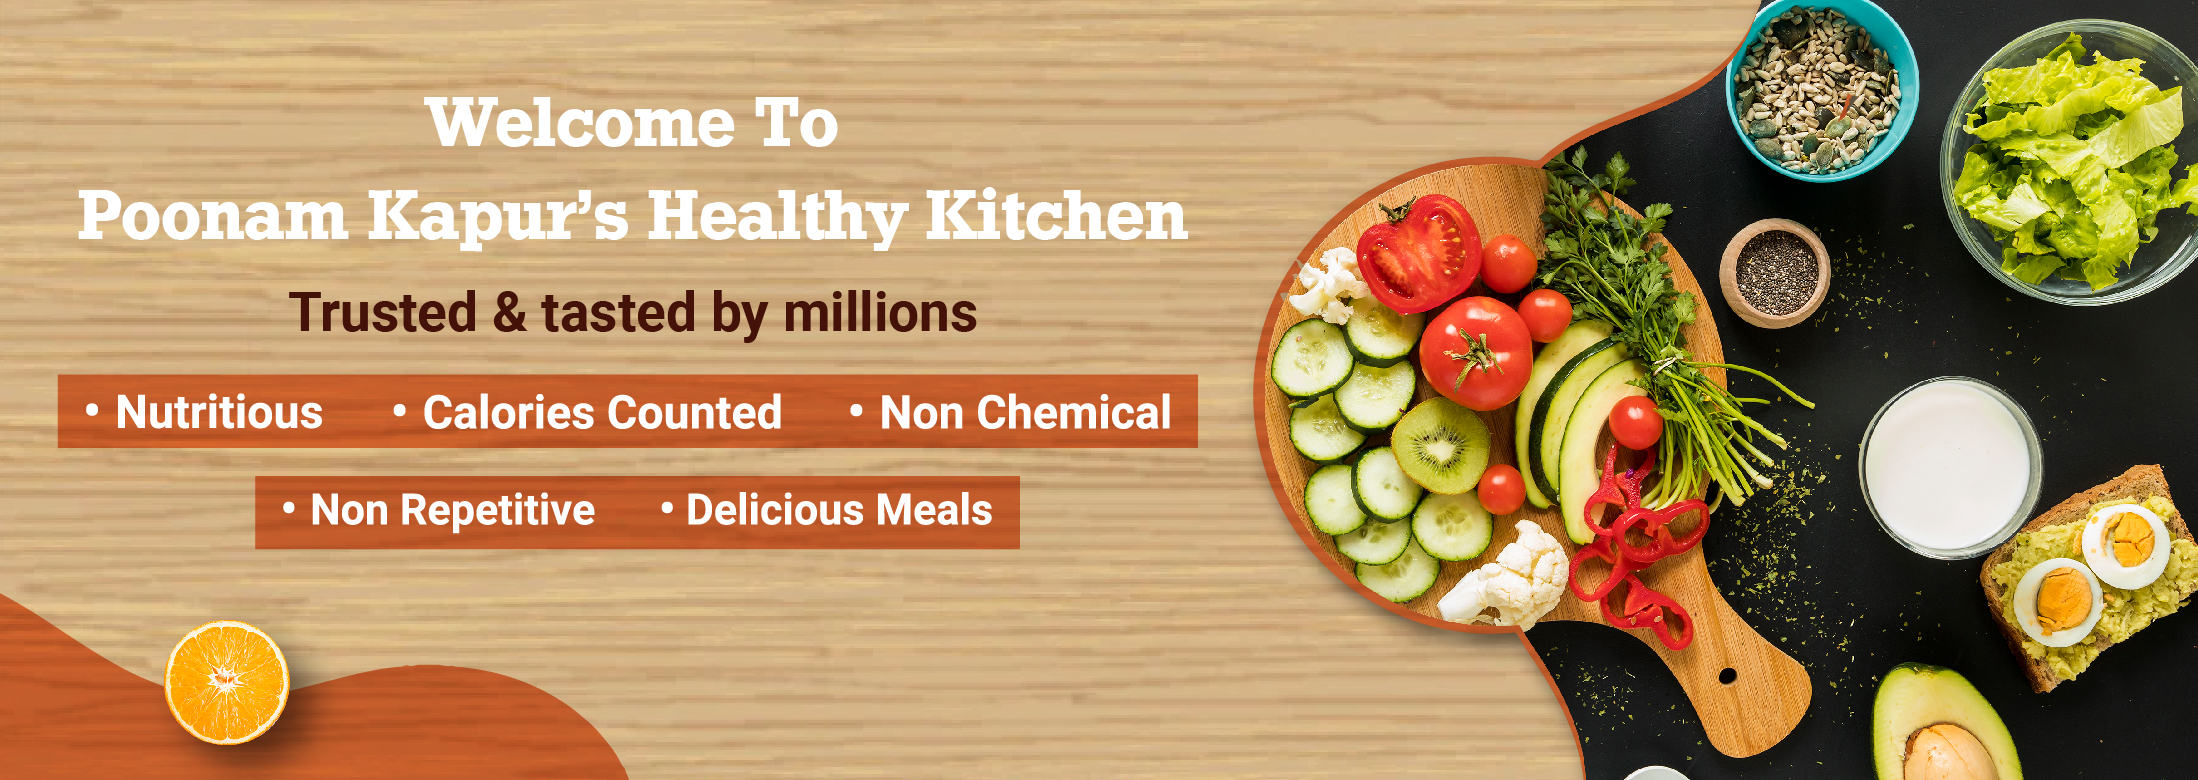 Welcome To
Poonam Kapur’s Healthy Kitchen
Trusted & tasted by millions
• Nutritious • Calories Counted • Non Chemical
• Non Repetitive • Delicious Meals